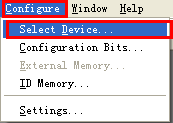 Configure Window Help
Select Device...
Configuration Bits...
External Memory...
ID Memory...
Settings...